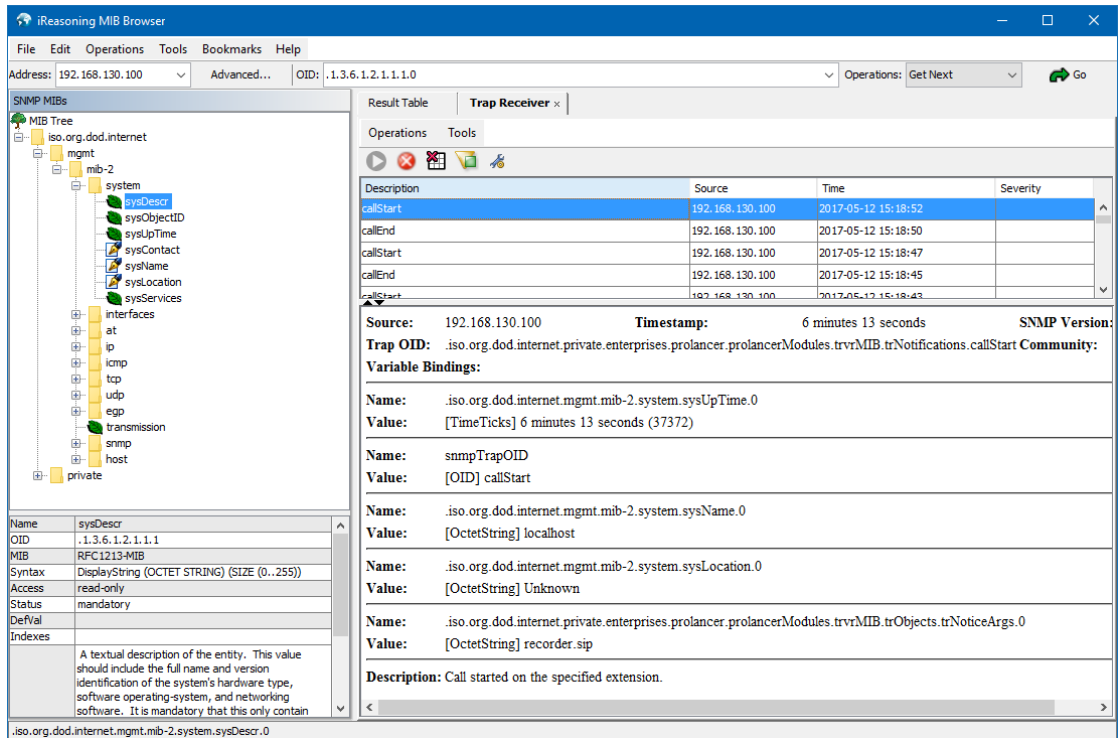 iReasoning MIB Browser
File Edit Operations Tools Bookmarks Help
Address: 192.168.130.100 Advanced... OID: .1.3.6.1.2.1.1.1.0 Operations: Get Next Go
SNMP MIBs
MIB Tree
iso.org.dod.internet
mgmt
mib-2
system
sysDescr
sysObjectID
sysUpTime
sysContact
sysName
sysLocation
sysServices
interfaces
at
ip
icmp
tcp
udp
egp
transmission
snmp
host
private
Name sysDescr
OID .1.3.6.1.2.1.1.1
MIB RFC1213-MIB
Syntax DisplayString (OCTET STRING) (SIZE (0..255))
Access read-only
Status mandatory
DefVal
Indexes
A textual description of the entity. This value
should include the full name and version
identification of the system's hardware type,
software operating-system, and networking
software. It is mandatory that this only contain
Result Table Trap Receiver ×
Operations Tools
Description Source Time Severity
callStart 192.168.130.100 2017-05-12 15:18:52
callEnd 192.168.130.100 2017-05-12 15:18:50
callStart 192.168.130.100 2017-05-12 15:18:47
callEnd 192.168.130.100 2017-05-12 15:18:45
callStart 192.168.130.100 2017-05-12 15:18:43
Source: 192.168.130.100 Timestamp: 6 minutes 13 seconds SNMP Version:
Trap OID: .iso.org.dod.internet.private.enterprises.prolancer.prolancerModules.trvrMIB.trNotifications.callStart Community:
Variable Bindings:
Name: .iso.org.dod.internet.mgmt.mib-2.system.sysUpTime.0
Value: [TimeTicks] 6 minutes 13 seconds (37372)
Name: snmpTrapOID
Value: [OID] callStart
Name: .iso.org.dod.internet.mgmt.mib-2.system.sysName.0
Value: [OctetString] localhost
Name: .iso.org.dod.internet.mgmt.mib-2.system.sysLocation.0
Value: [OctetString] Unknown
Name: .iso.org.dod.internet.private.enterprises.prolancer.prolancerModules.trvrMIB.trObjects.trNoticeArgs.0
Value: [OctetString] recorder.sip
Description: Call started on the specified extension.
.iso.org.dod.internet.mgmt.mib-2.system.sysDescr.0